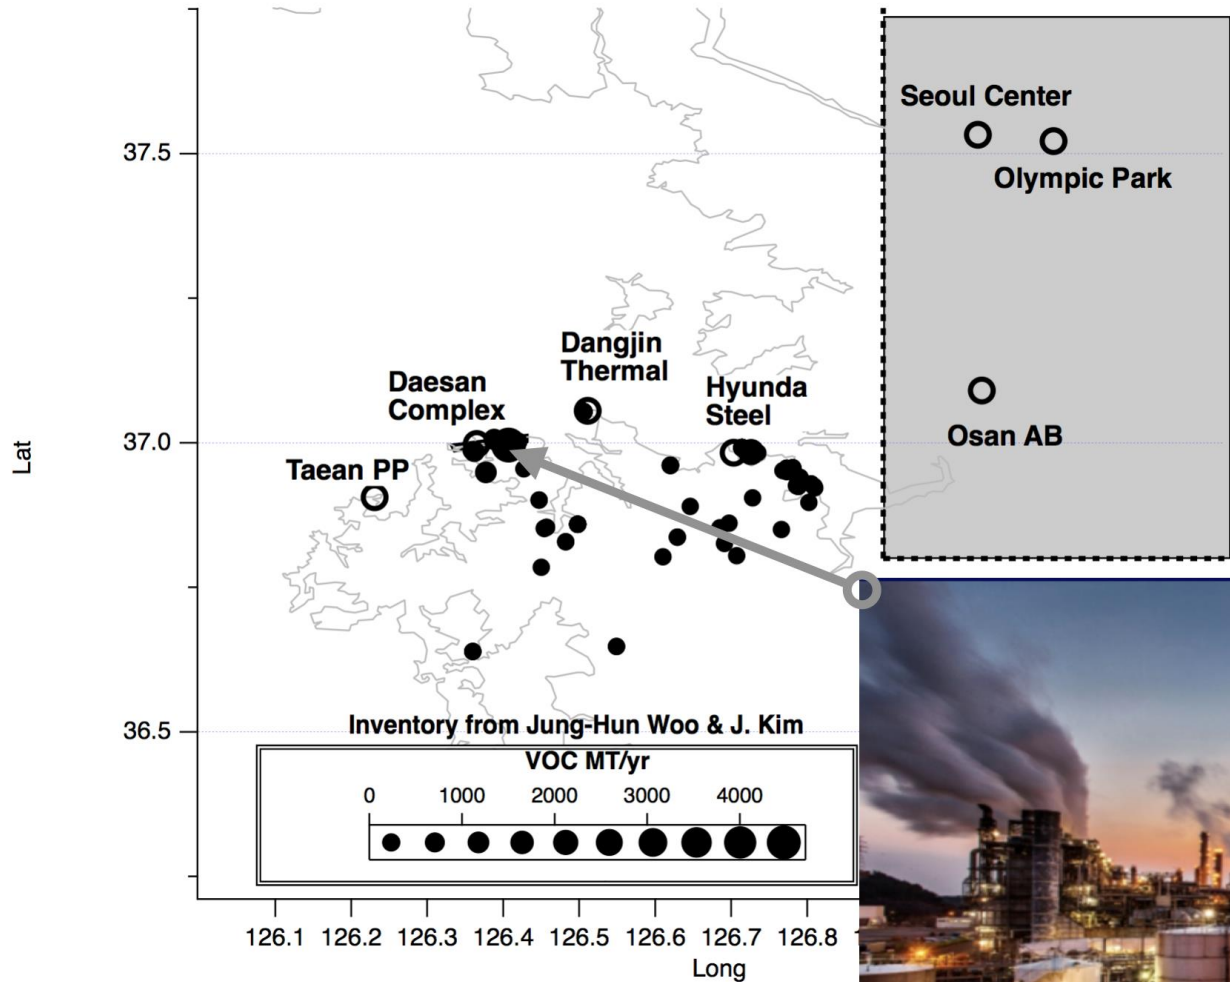 Seoul Center
37.5
Olympic Park
Dangjin
Thermal
Daesan
Complex
Hyunda
Steel
Osan AB
37.0
Taean PP
Lat
36.5
Inventory from Jung-Hun Woo & J. Kim
VOC MT/yr
0 1000 2000 3000 4000
126.1 126.2 126.3 126.4 126.5 126.6 126.7 126.8
Long